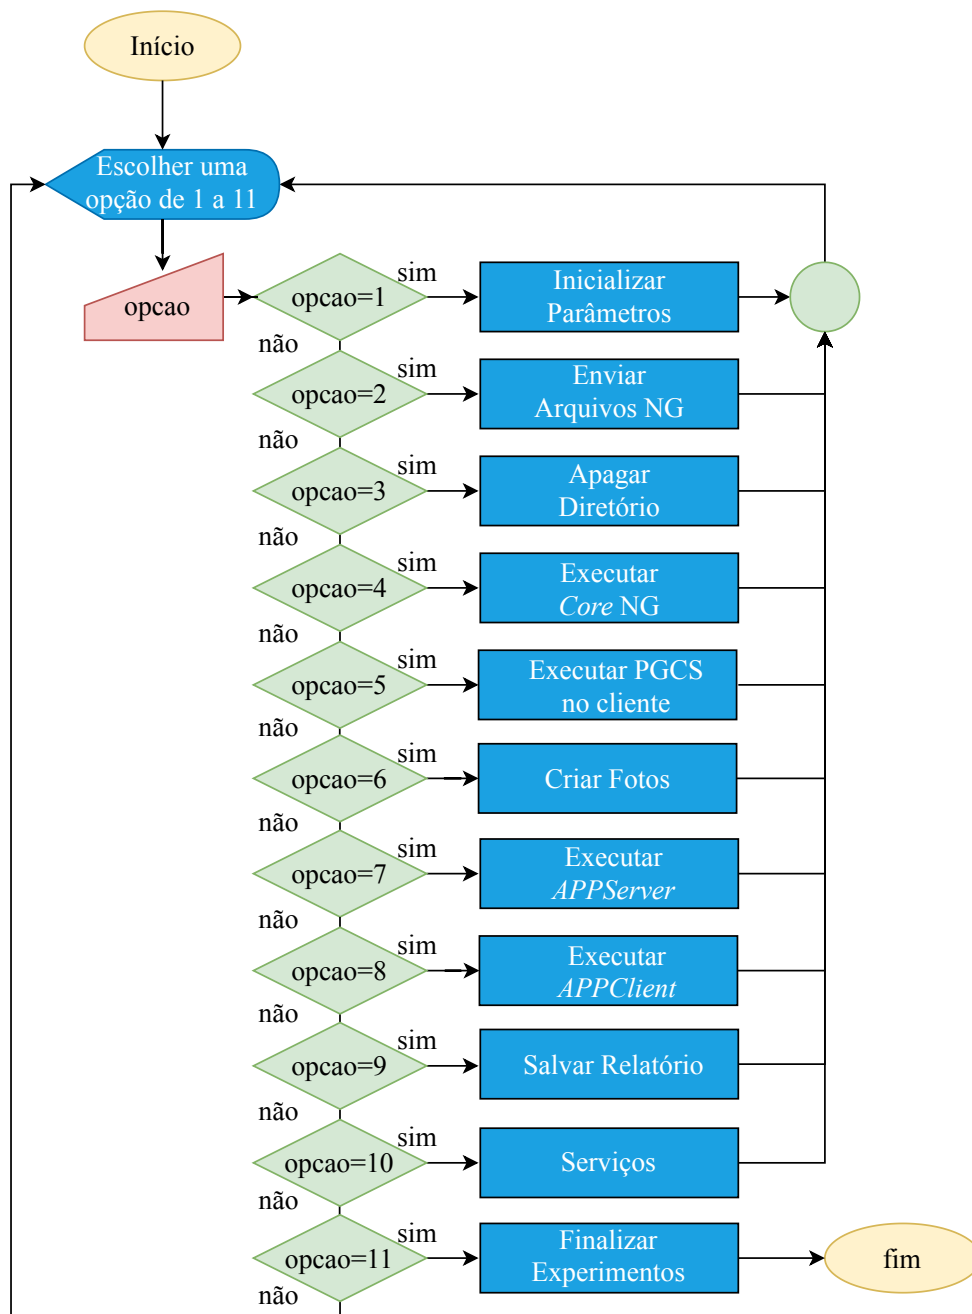 Início
Escolher uma
opção de 1 a 11
opcao
opcao=1
sim
Inicializar
Parâmetros
não
opcao=2
sim
Enviar
Arquivos NG
não
opcao=3
sim
Apagar
Diretório
não
opcao=4
sim
Executar
Core NG
não
opcao=5
sim
Executar PGCS
no cliente
não
opcao=6
sim
Criar Fotos
não
opcao=7
sim
Executar
APPServer
não
opcao=8
sim
Executar
APPClient
não
opcao=9
sim
Salvar Relatório
não
opcao=10
sim
Serviços
não
opcao=11
sim
Finalizar
Experimentos
fim
não